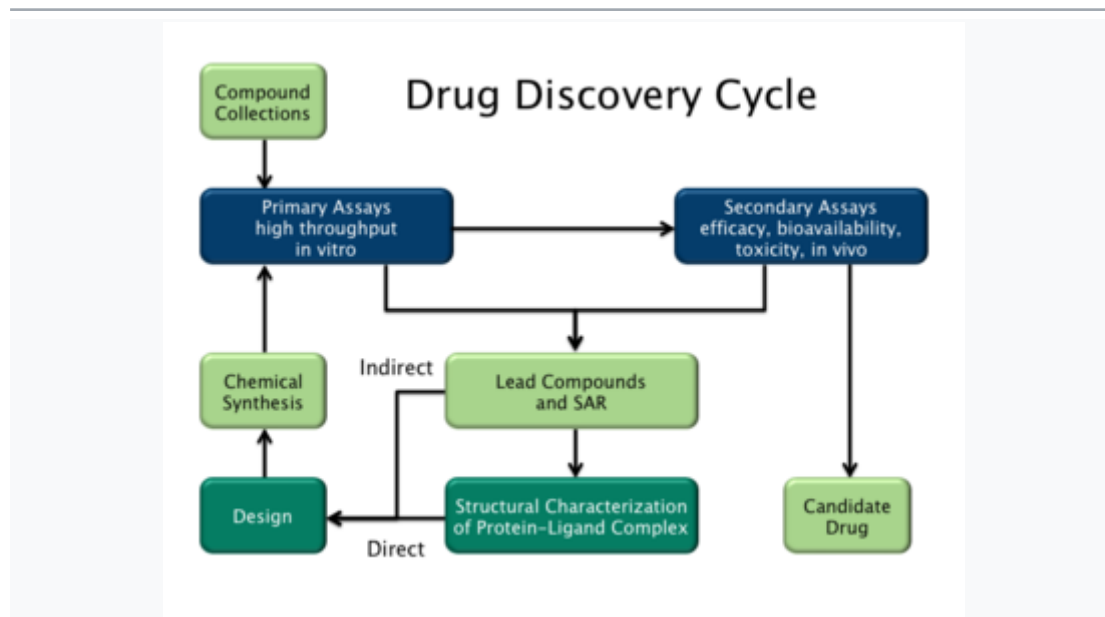 Drug Discovery Cycle
Compound
Collections
Primary Assays
high throughput
in vitro
Secondary Assays
efficacy, bioavailability,
toxicity, in vivo
Indirect
Chemical
Synthesis
Lead Compounds
and SAR
Design
Structural Characterization
of Protein–Ligand Complex
Direct
Candidate
Drug